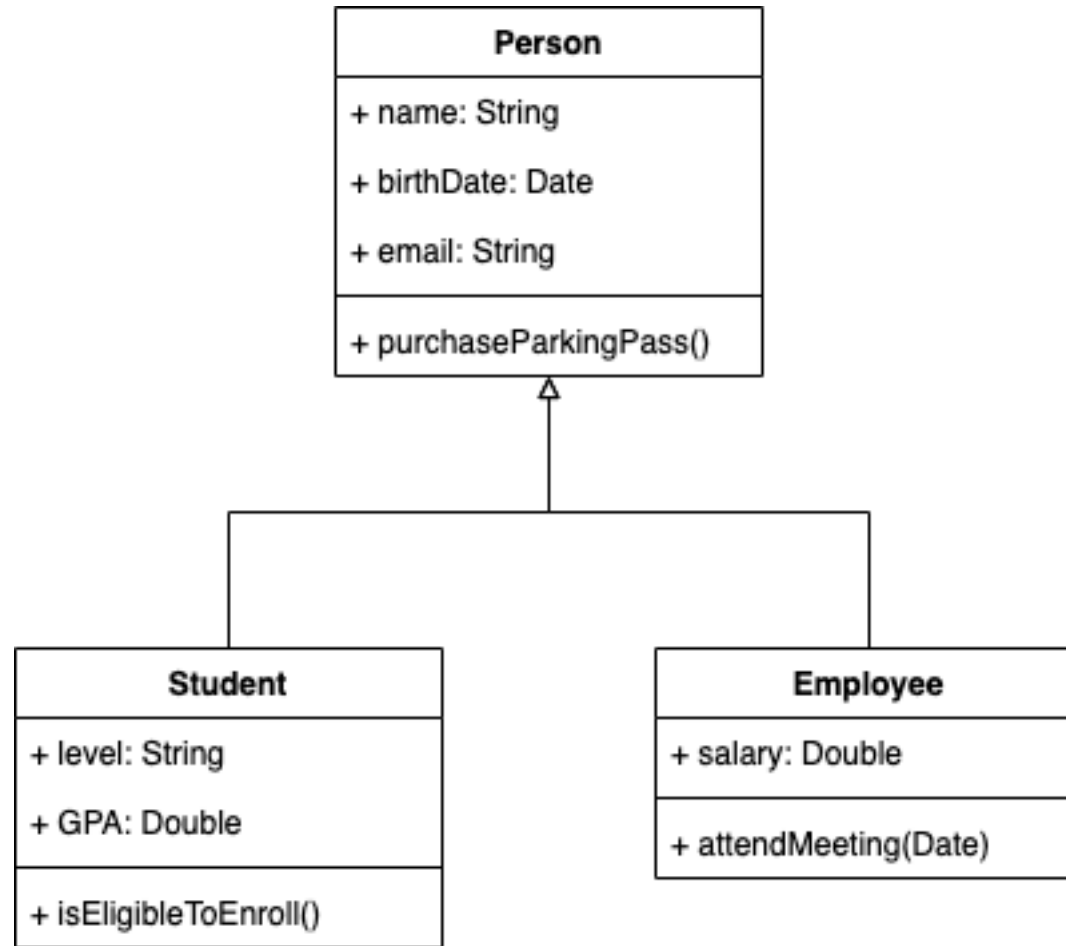 Person
+ name: String
+ birthDate: Date
+ email: String
+ purchaseParkingPass()
Student
+ level: String
+ GPA: Double
+ isEligibleToEnroll()
Employee
+ salary: Double
+ attendMeeting(Date)